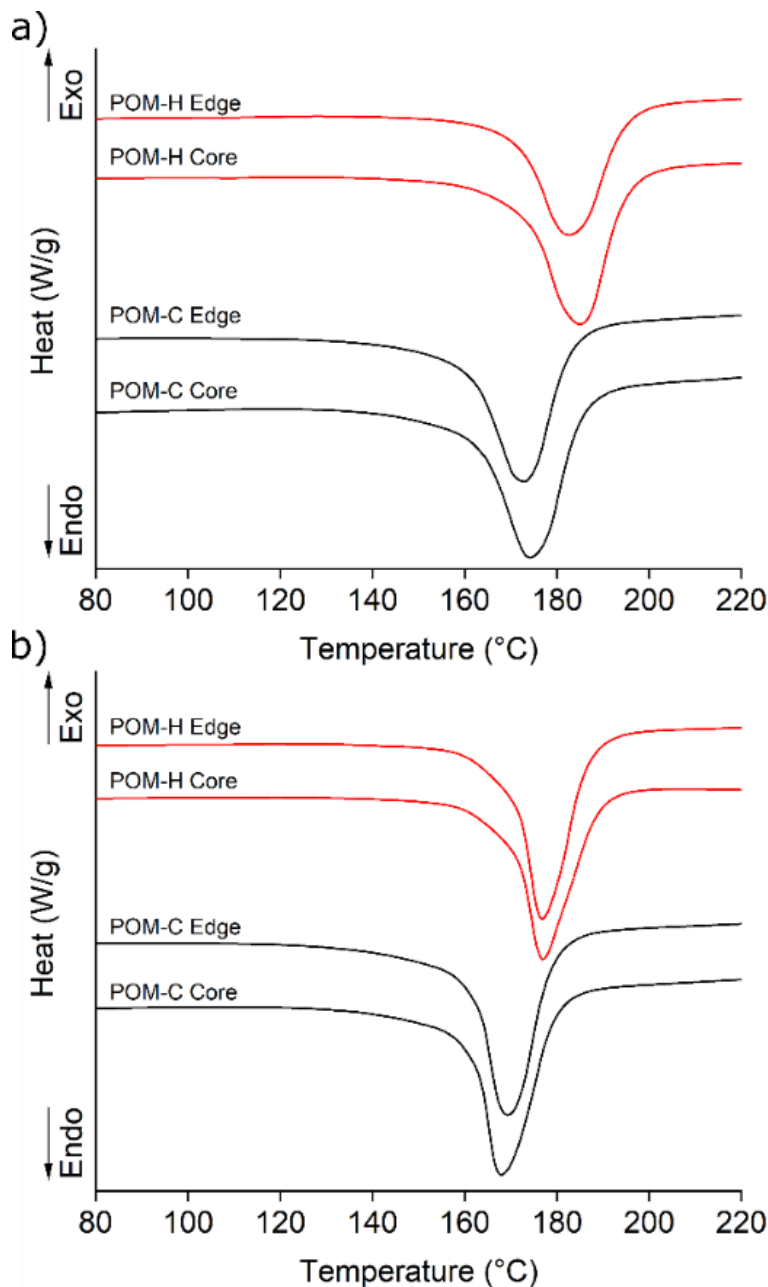 a)
Exo
POM-H Edge
POM-H Core
Heat (W/g)
POM-C Edge
POM-C Core
Endo
80 100 120 140 160 180 200 220
Temperature (°C)
b)
Exo
POM-H Edge
POM-H Core
Heat (W/g)
POM-C Edge
POM-C Core
Endo
80 100 120 140 160 180 200 220
Temperature (°C)